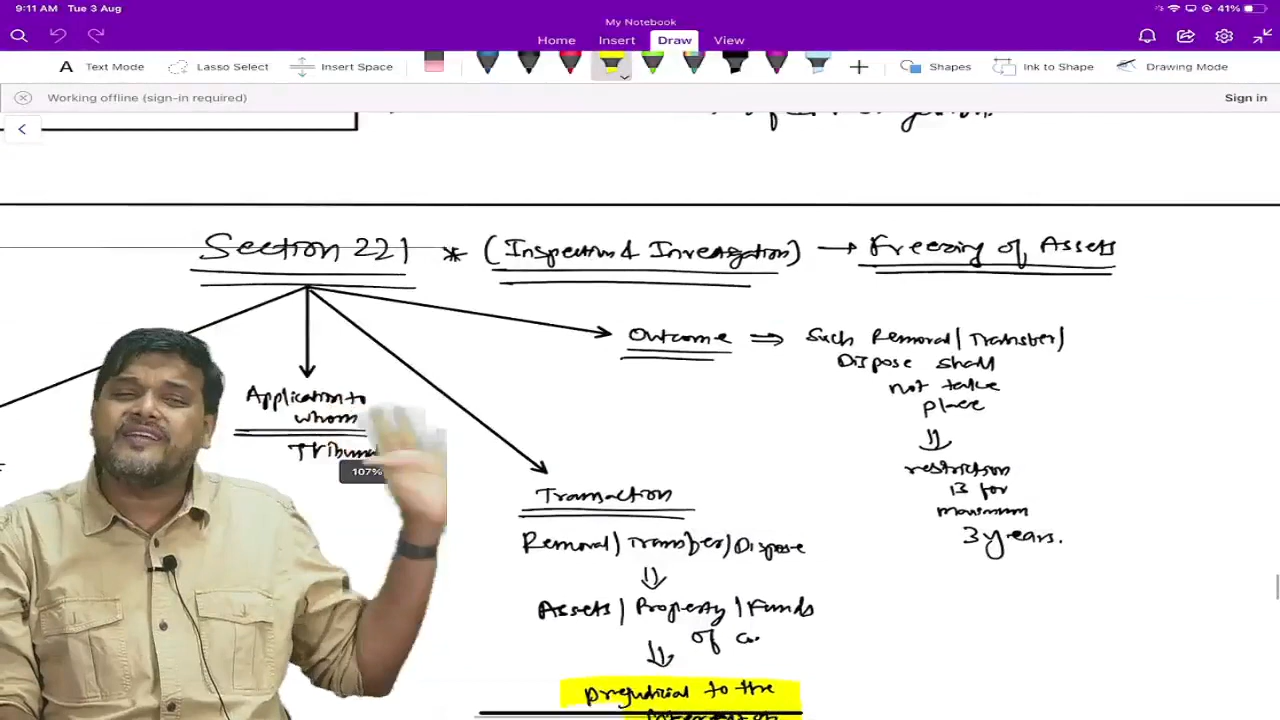 9:11 AM Tue 3 Aug
41%
My Notebook
Home Insert Draw View
Text Mode Lasso Select Insert Space Shapes Ink to Shape Drawing Mode
Working offline (sign-in required) Sign in
Section 221 * (Inspection & Investigation) → Freezing of Assets
Outcome ⇒ Such Removal/Transfer/
Dispose shall
not take
place
⇓
restriction
is for
maximum
3 years.
Application to
whom
Tribunal
107%
Transaction
Removal/Transfer/Dispose
⇓
Assets/Property/Funds
of co.
⇓
prejudicial to the
interest of